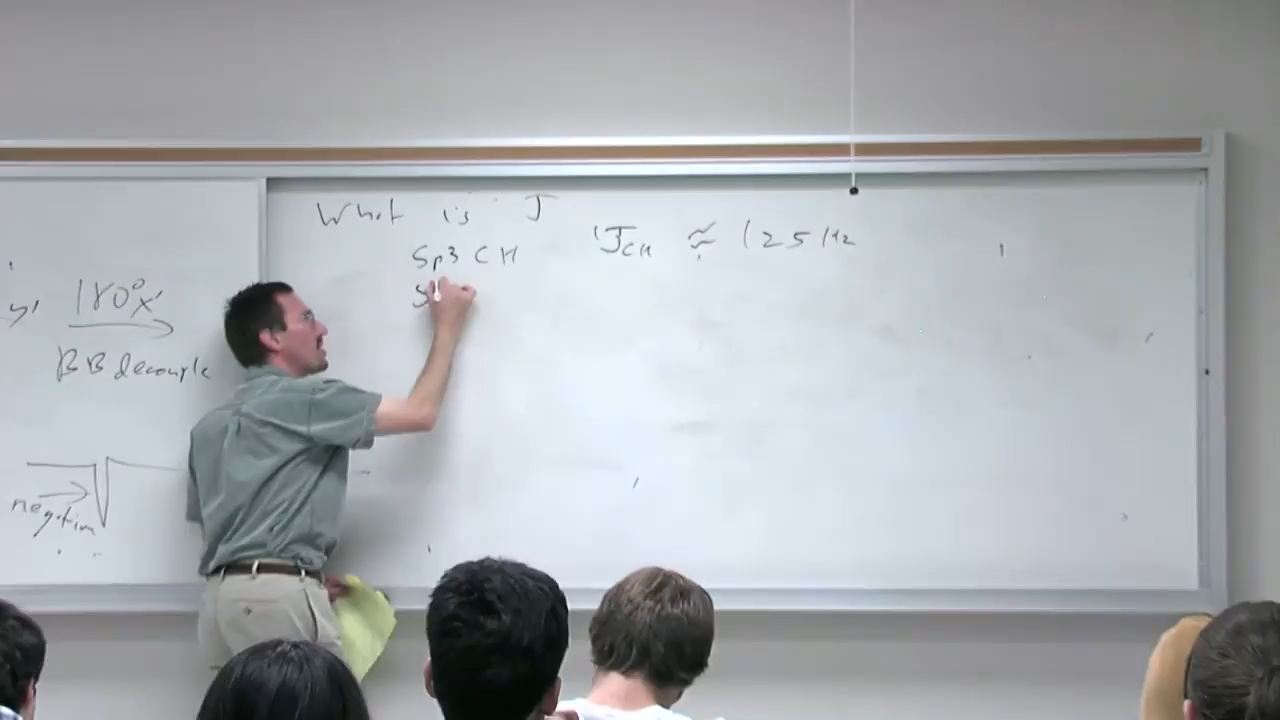 y'
180°x'
BB decouple
negative
What is J
Sp3 CH ¹JCH ≈ 125 Hz
S